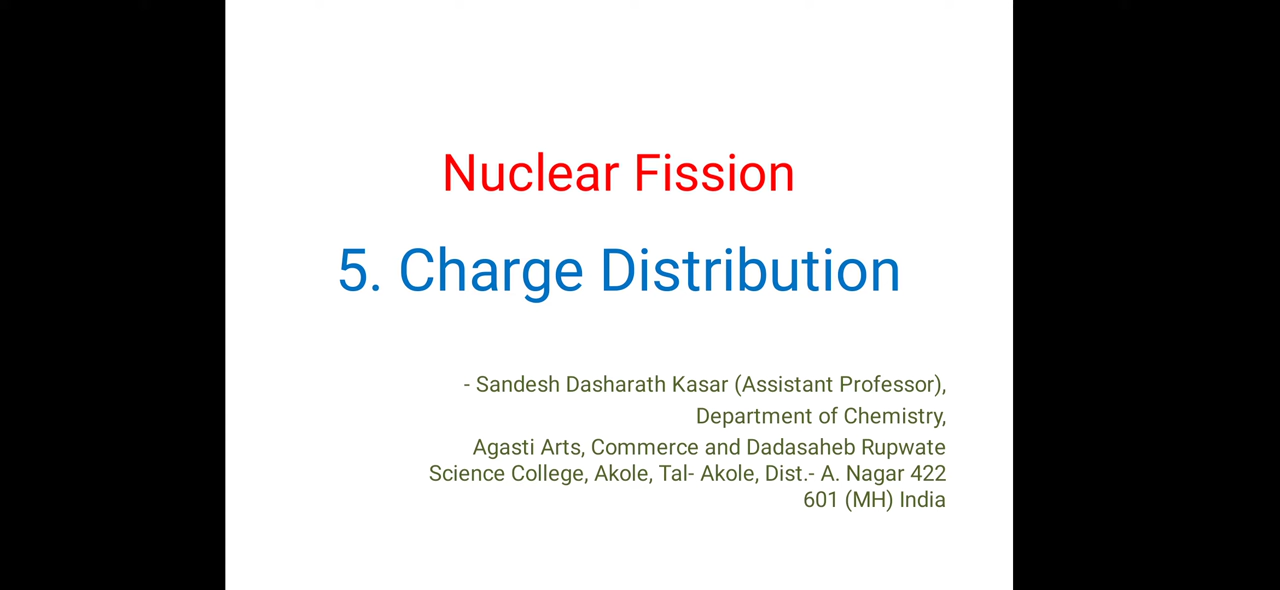 Nuclear Fission
5. Charge Distribution
- Sandesh Dasharath Kasar (Assistant Professor),
Department of Chemistry,
Agasti Arts, Commerce and Dadasaheb Rupwate
Science College, Akole, Tal- Akole, Dist.- A. Nagar 422
601 (MH) India